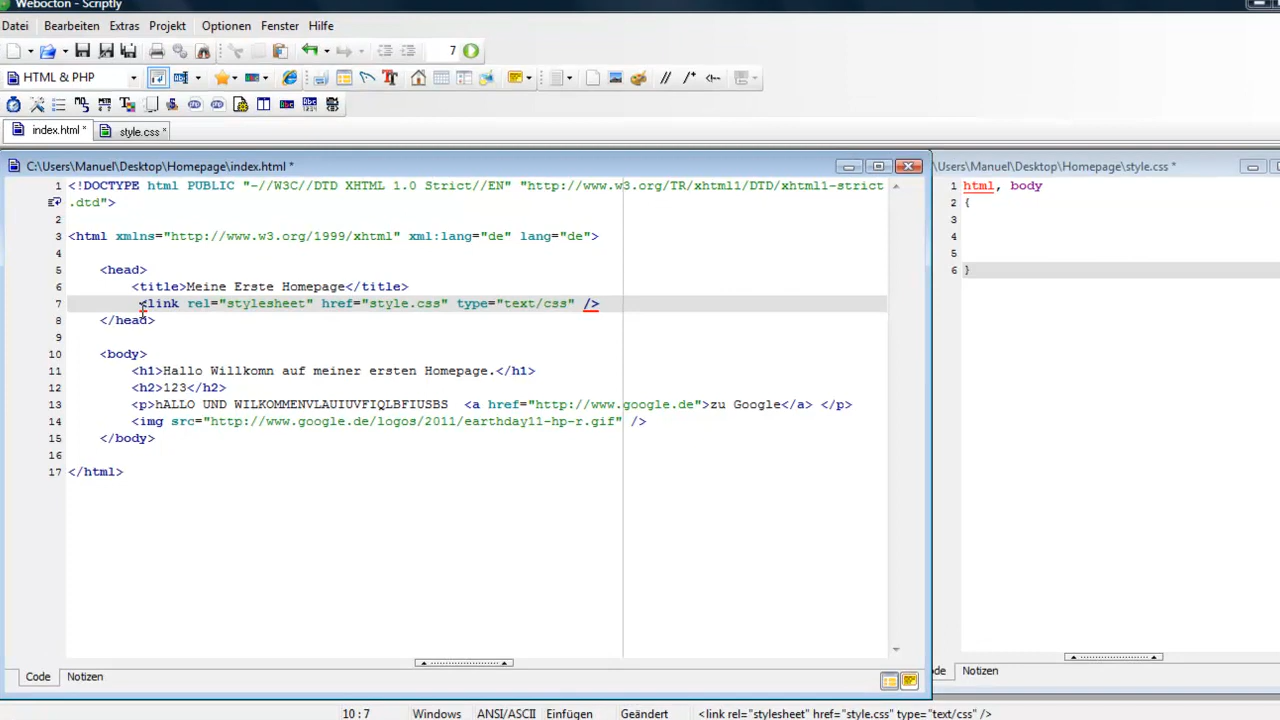 Webocton - Scriptly
Datei Bearbeiten Extras Projekt Optionen Fenster Hilfe
7
HTML & PHP
index.html * style.css *
C:\Users\Manuel\Desktop\Homepage\index.html *
1 <!DOCTYPE html PUBLIC "-//W3C//DTD XHTML 1.0 Strict//EN" "http://www.w3.org/TR/xhtml1/DTD/xhtml1-strict
.dtd">
2
3 <html xmlns="http://www.w3.org/1999/xhtml" xml:lang="de" lang="de">
4
5 <head>
6 <title>Meine Erste Homepage</title>
7 <link rel="stylesheet" href="style.css" type="text/css" />
8 </head>
9
10 <body>
11 <h1>Hallo Willkomn auf meiner ersten Homepage.</h1>
12 <h2>123</h2>
13 <p>hALLO UND WILKOMMENVLAUIUVFIQLBFIUSBS <a href="http://www.google.de">zu Google</a> </p>
14 <img src="http://www.google.de/logos/2011/earthday11-hp-r.gif" />
15 </body>
16
17 </html>
Code Notizen
\Users\Manuel\Desktop\Homepage\style.css *
1 html, body
2 {
3
4
5
6 }
de Notizen
10:7 Windows ANSI/ASCII Einfügen Geändert <link rel="stylesheet" href="style.css" type="text/css" />